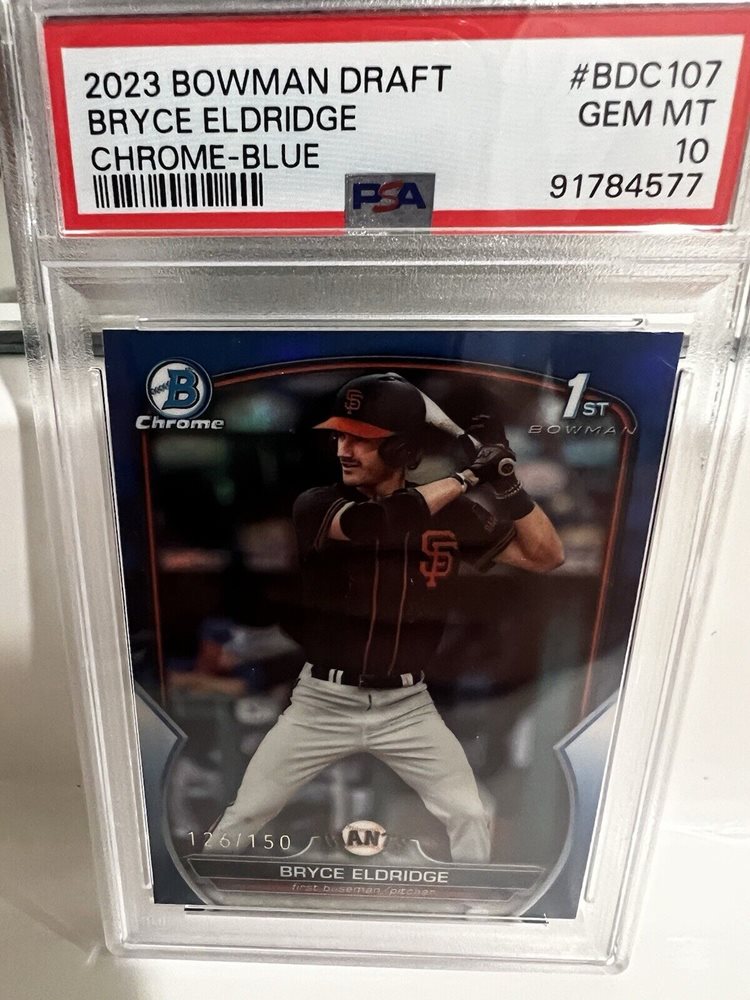 2023 BOWMAN DRAFT #BDC107
BRYCE ELDRIDGE GEM MT
CHROME-BLUE 10
PSA 91784577
B
Chrome
1ST
BOWMAN
SF
SF
126/150
BRYCE ELDRIDGE
first baseman/pitcher